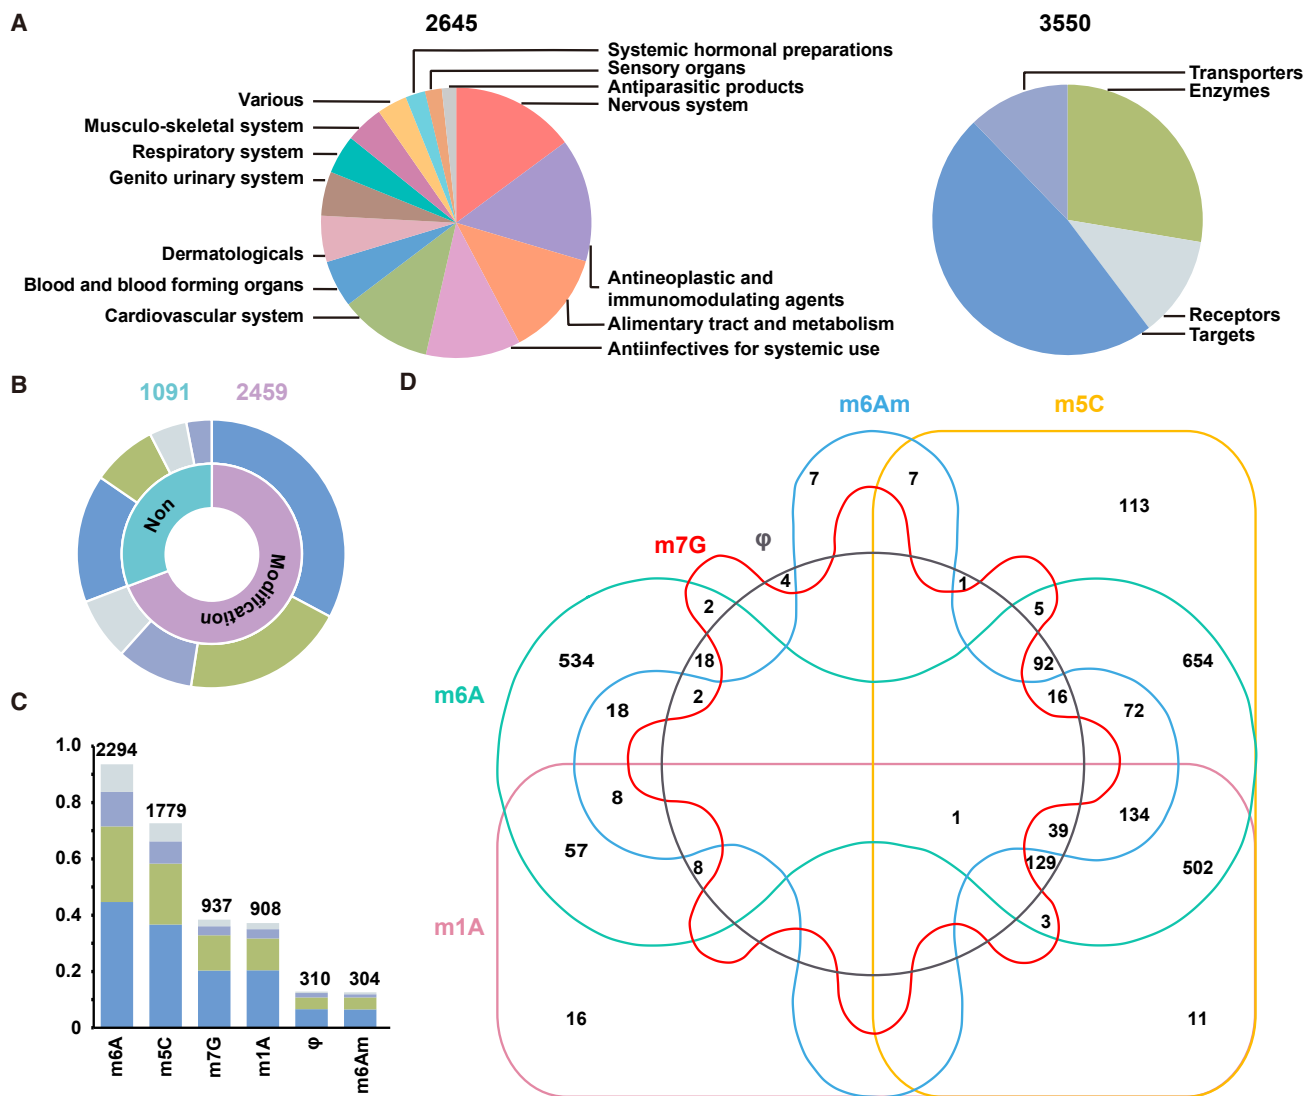 A
2645
3550
Systemic hormonal preparations
Sensory organs
Antiparasitic products
Nervous system
Various
Musculo-skeletal system
Respiratory system
Genito urinary system
Dermatologicals
Blood and blood forming organs
Cardiovascular system
Antineoplastic and
immunomodulating agents
Alimentary tract and metabolism
Antiinfectives for systemic use
Transporters
Enzymes
Receptors
Targets
B
1091
2459
Non
Modification
C
1.0
0.8
0.6
0.4
0.2
0
2294
1779
937
908
310
304
m6A
m5C
m7G
m1A
φ
m6Am
D
m6Am
m5C
m7G
φ
m6A
m1A
7
7
113
4
1
2
5
534
18
92
654
2
16
18
72
8
1
134
39
57
8
129
502
3
16
11